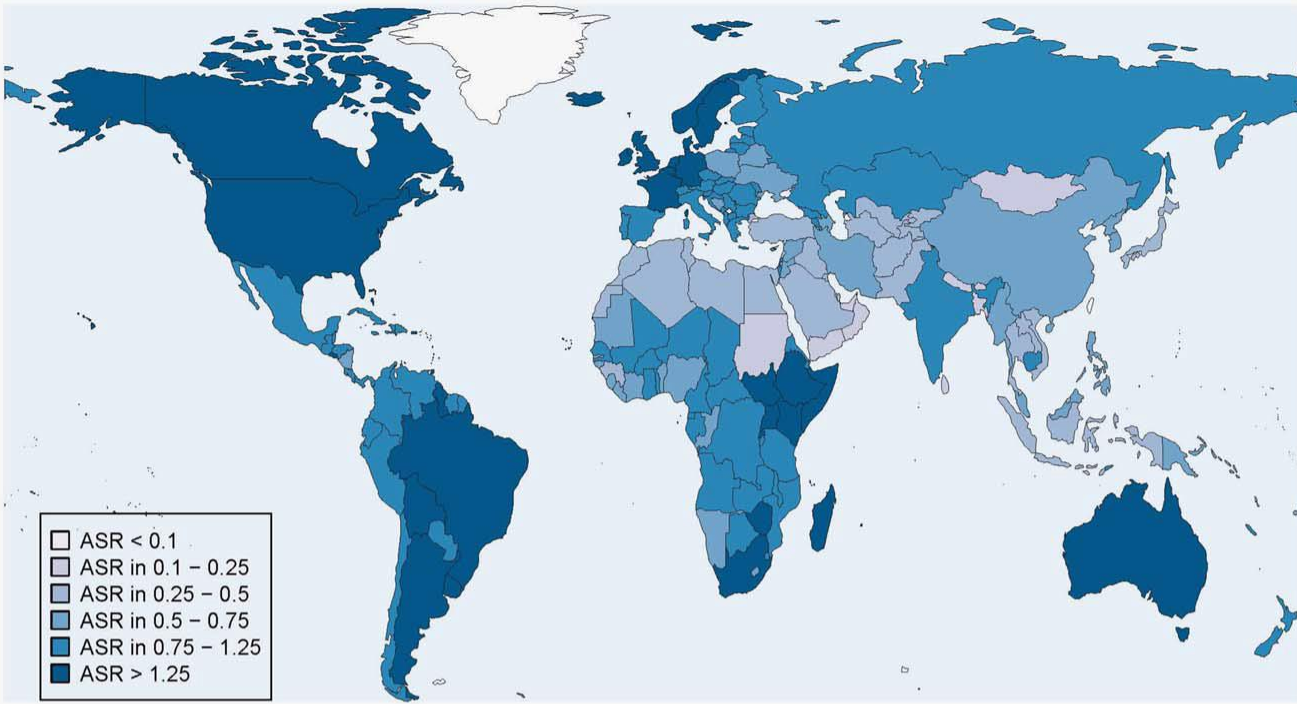 ASR < 0.1
ASR in 0.1 − 0.25
ASR in 0.25 − 0.5
ASR in 0.5 − 0.75
ASR in 0.75 − 1.25
ASR > 1.25